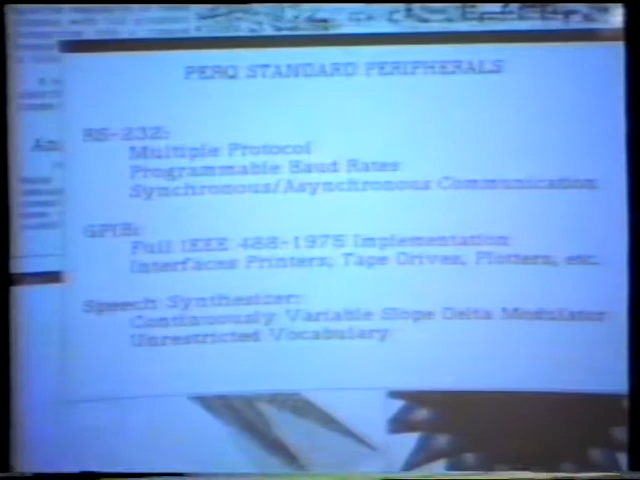 PERQ STANDARD PERIPHERALS
RS-232:
Multiple Protocol
Programmable Baud Rates
Synchronous/Asynchronous Communication
GPIB:
Full IEEE 488-1975 Implementation
Interfaces Printers, Tape Drives, Plotters, etc.
Speech Synthesizer:
Continuously Variable Slope Delta Modulator
Unrestricted Vocabulary